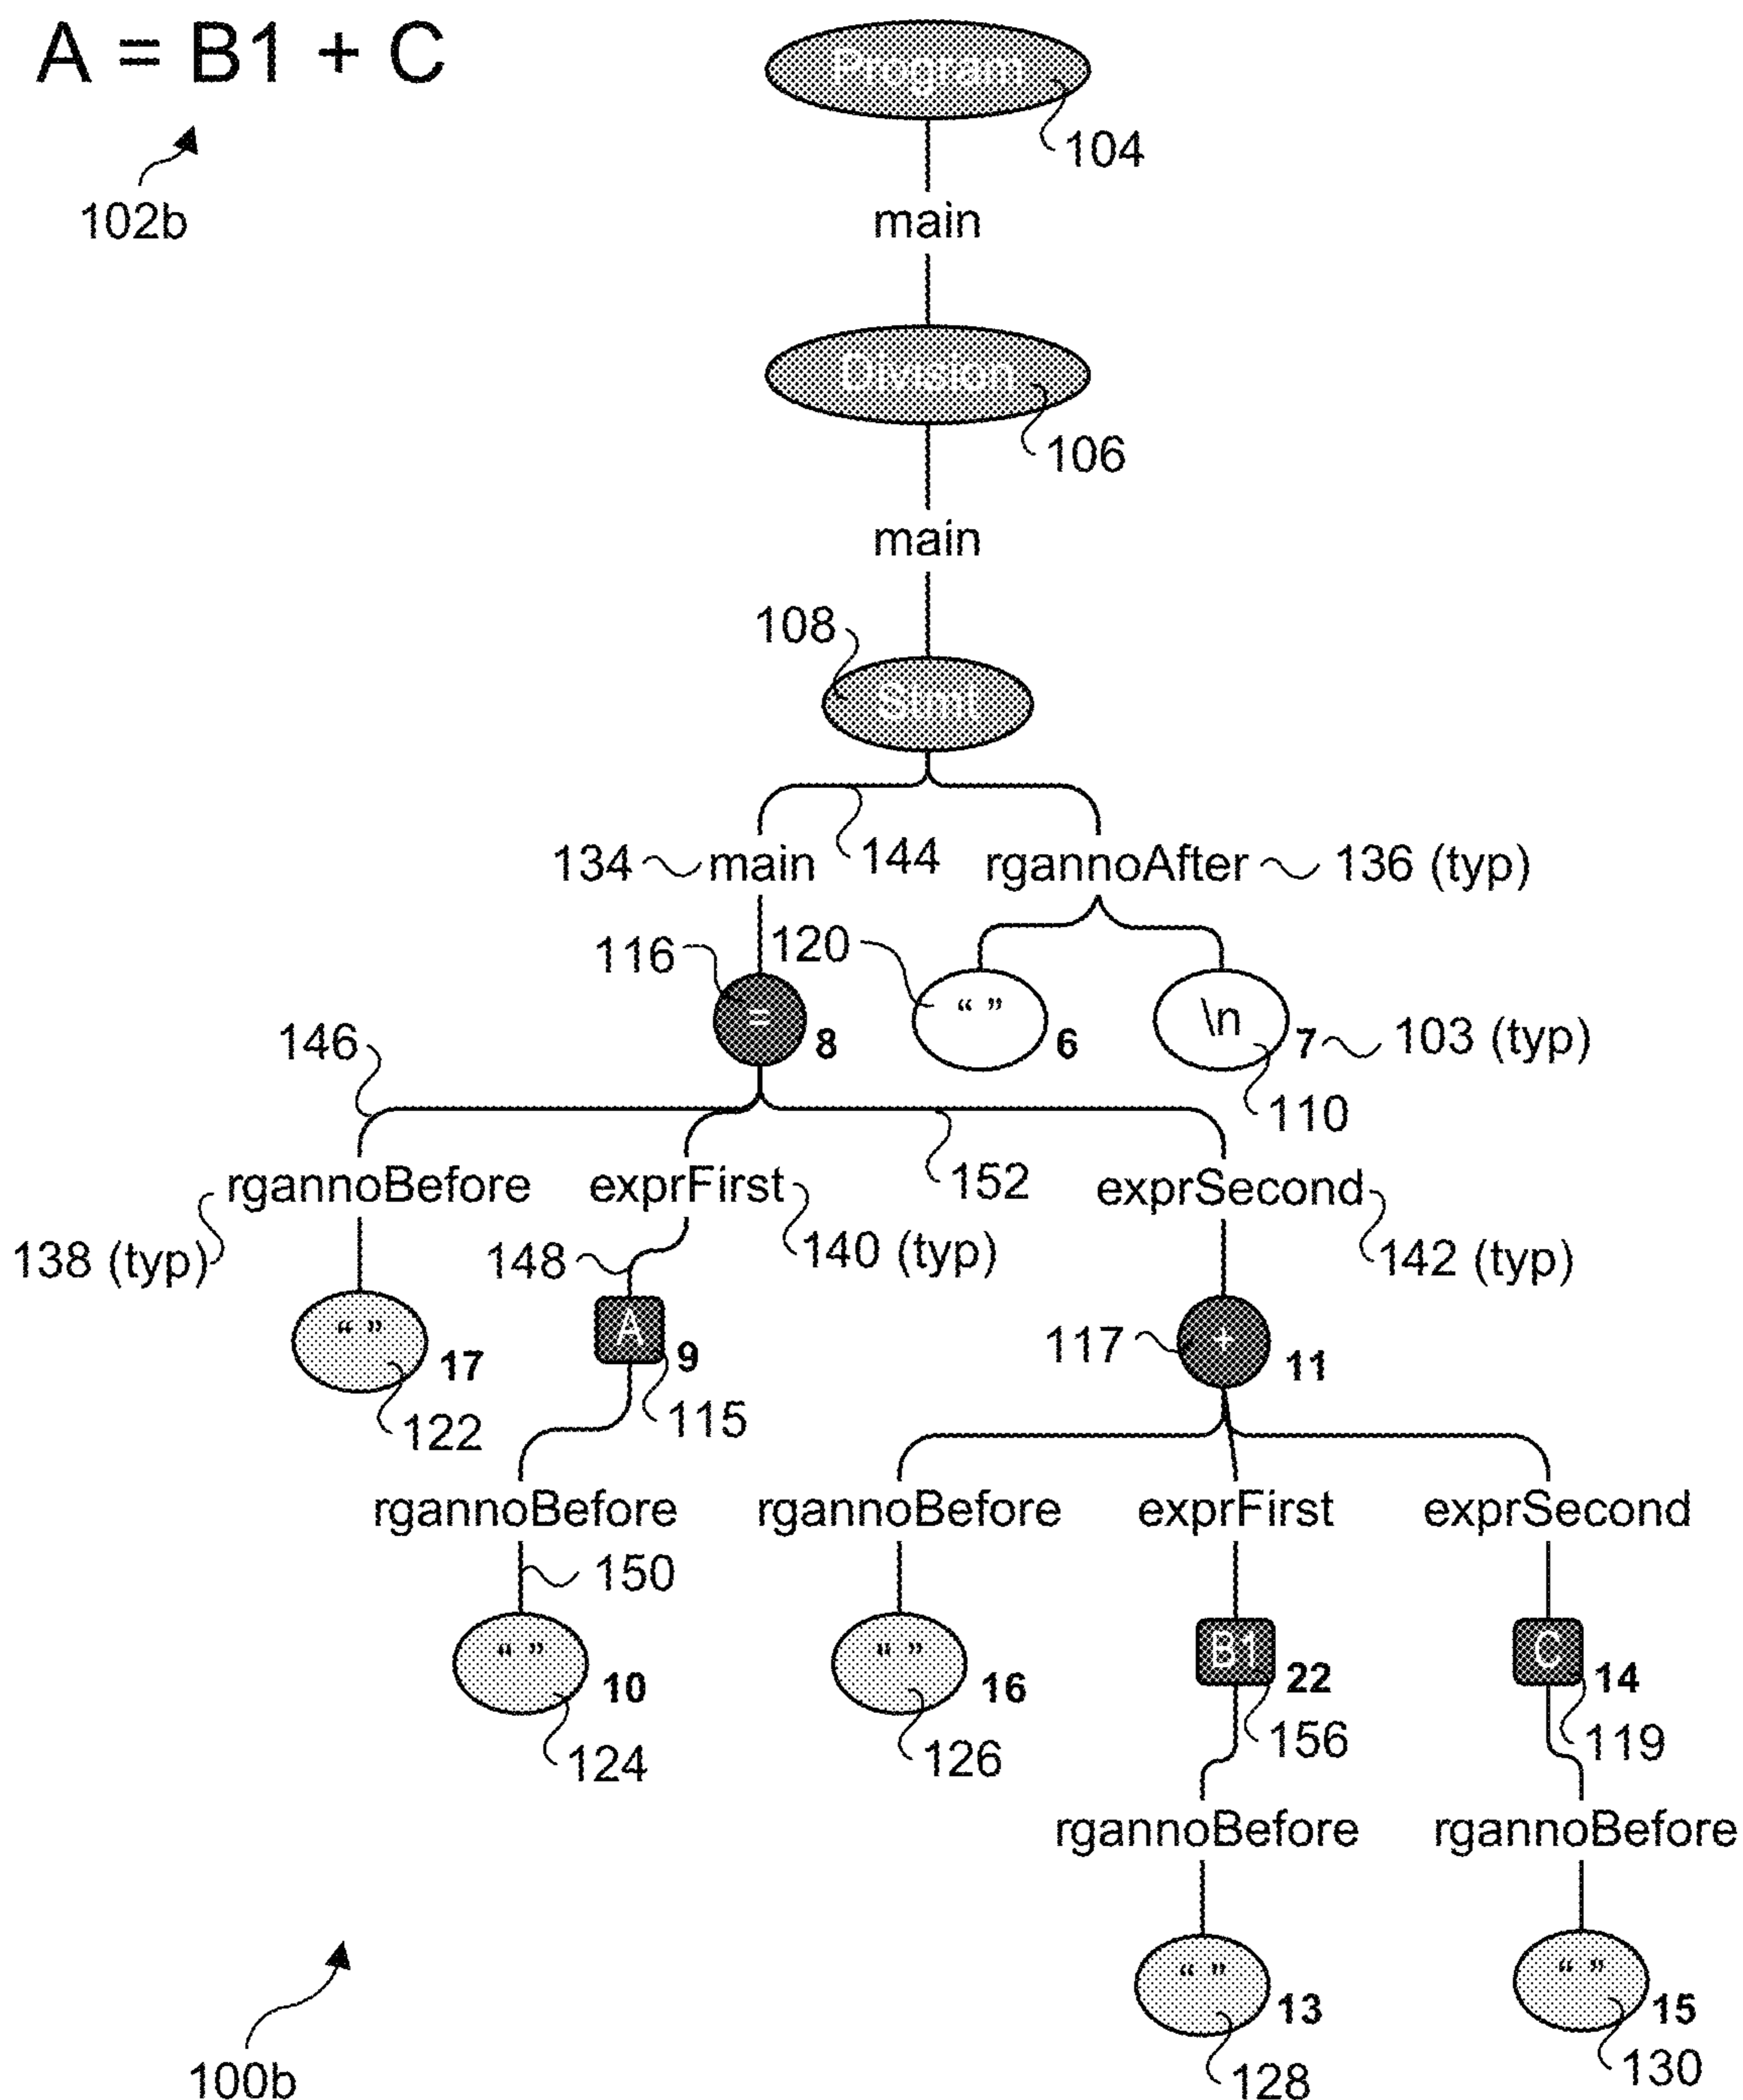 A = B1 + C
102b
Program
104
main
Division
106
main
108
Stmt
134 main 144 rgannoAfter 136 (typ)
116 = 8 120 “ ” 6 \n 7 103 (typ)
110
146
rgannoBefore exprFirst 152 exprSecond
138 (typ) 148 140 (typ) 142 (typ)
“ ” 17 A 9 117 + 11
122 115
rgannoBefore rgannoBefore exprFirst exprSecond
150
“ ” 10 “ ” 16 B1 22 C 14
124 126 156 119
rgannoBefore rgannoBefore
“ ” 13 “ ” 15
100b 128 130